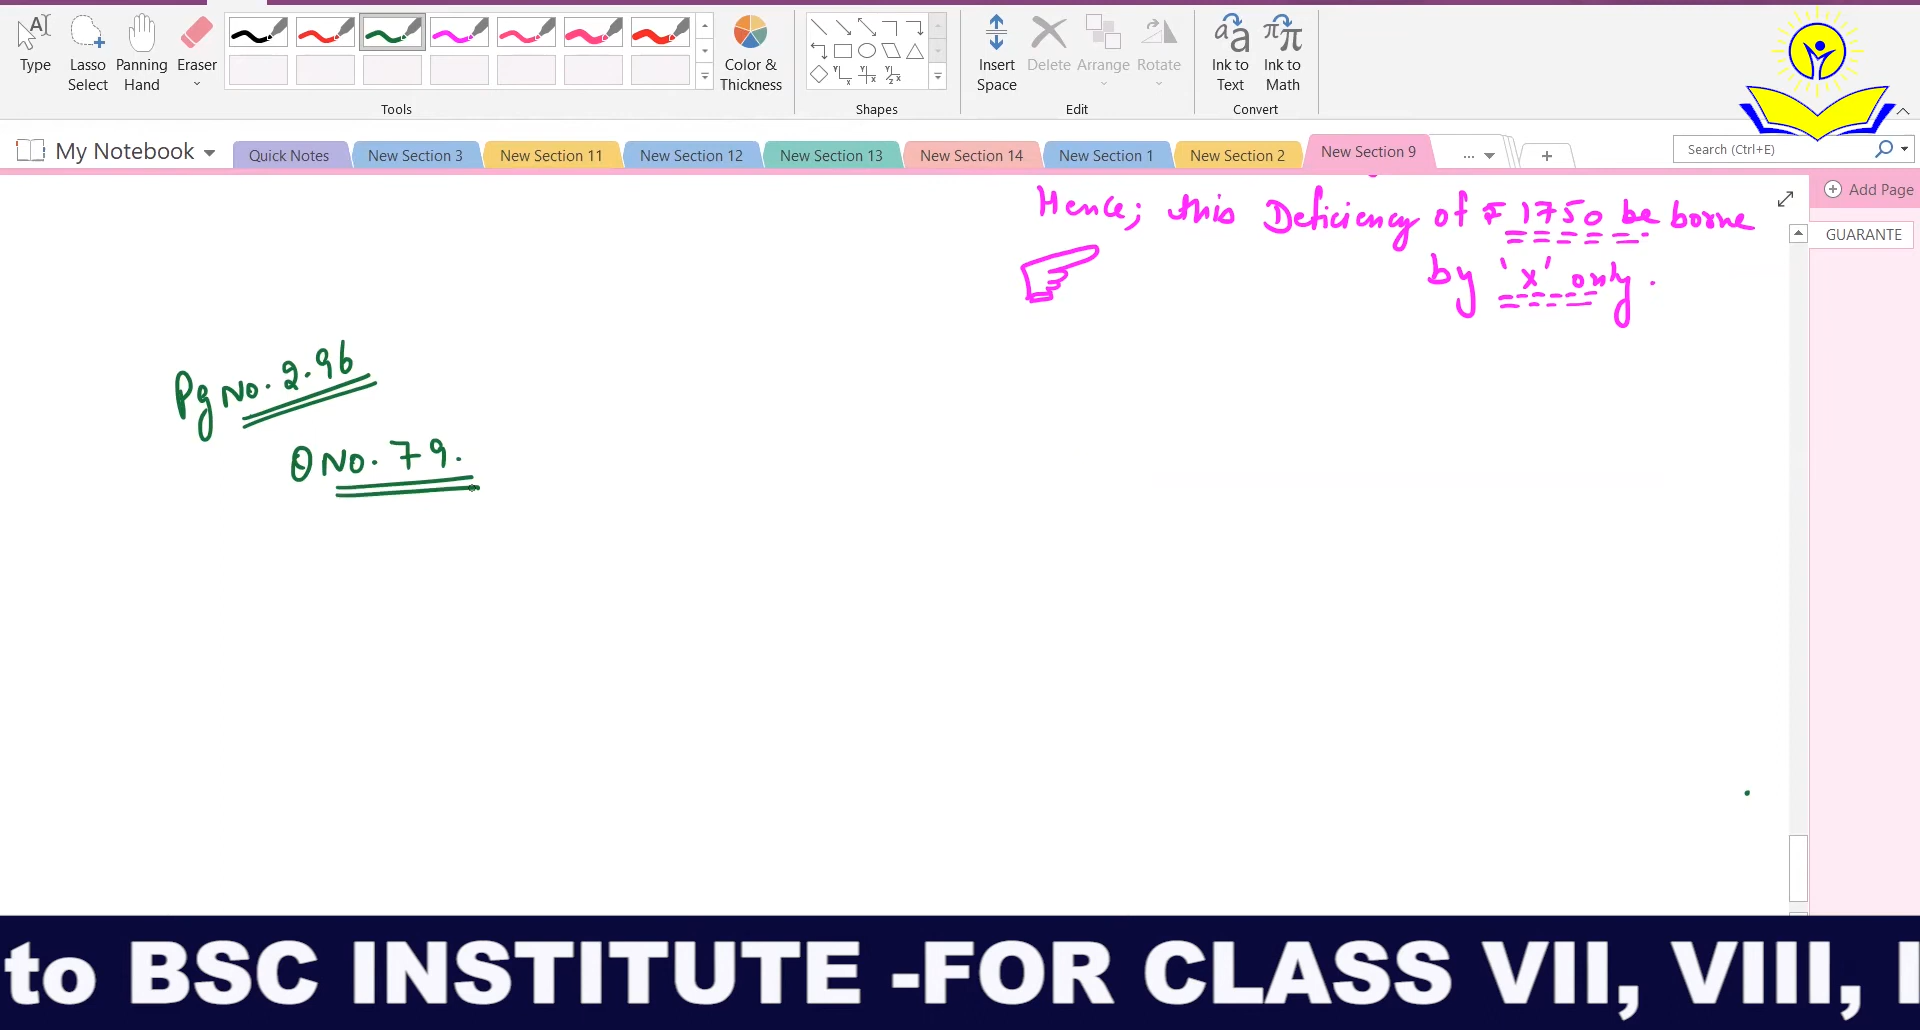 Type
Lasso Select
Panning Hand
Eraser
Color & Thickness
Insert Space
Delete
Arrange
Rotate
Ink to Text
Ink to Math
Tools
Shapes
Edit
Convert
My Notebook
Quick Notes
New Section 3
New Section 11
New Section 12
New Section 13
New Section 14
New Section 1
New Section 2
New Section 9
...
Search (Ctrl+E)
Add Page
GUARANTE
Hence; this Deficiency of ₹ 1750 be borne
by 'x' only.
Pg No. 2.96
Q No. 79.
to BSC INSTITUTE -FOR CLASS VII, VIII, I